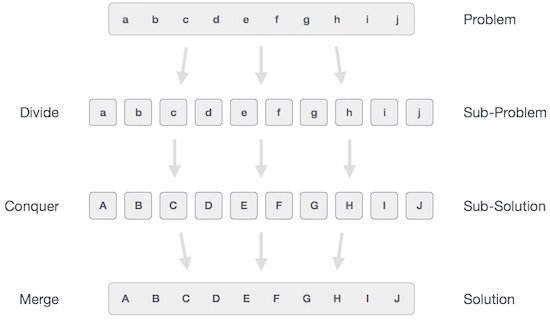 a b c d e f g h i j Problem
Divide a b c d e f g h i j Sub-Problem
Conquer A B C D E F G H I J Sub-Solution
Merge A B C D E F G H I J Solution